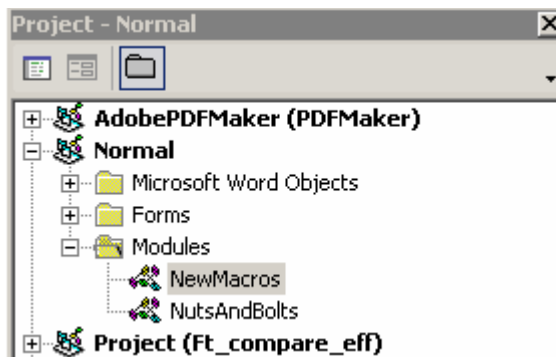 Project - Normal
AdobePDFMaker (PDFMaker)
Normal
Microsoft Word Objects
Forms
Modules
NewMacros
NutsAndBolts
Project (Ft_compare_eff)